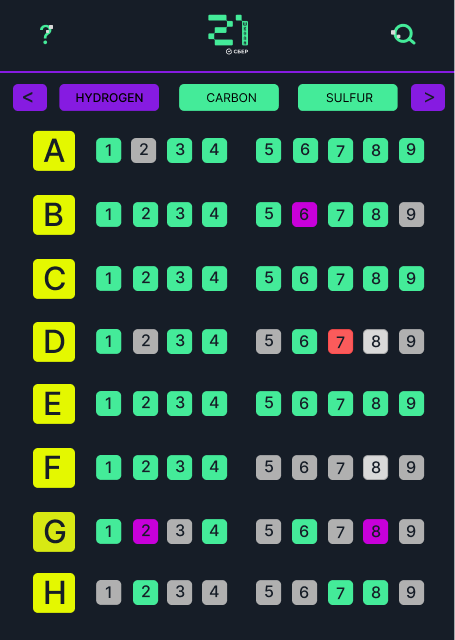 ?
21
CEEP
< HYDROGEN CARBON SULFUR >
A 1 2 3 4 5 6 7 8 9
B 1 2 3 4 5 6 7 8 9
C 1 2 3 4 5 6 7 8 9
D 1 2 3 4 5 6 7 8 9
E 1 2 3 4 5 6 7 8 9
F 1 2 3 4 5 6 7 8 9
G 1 2 3 4 5 6 7 8 9
H 1 2 3 4 5 6 7 8 9